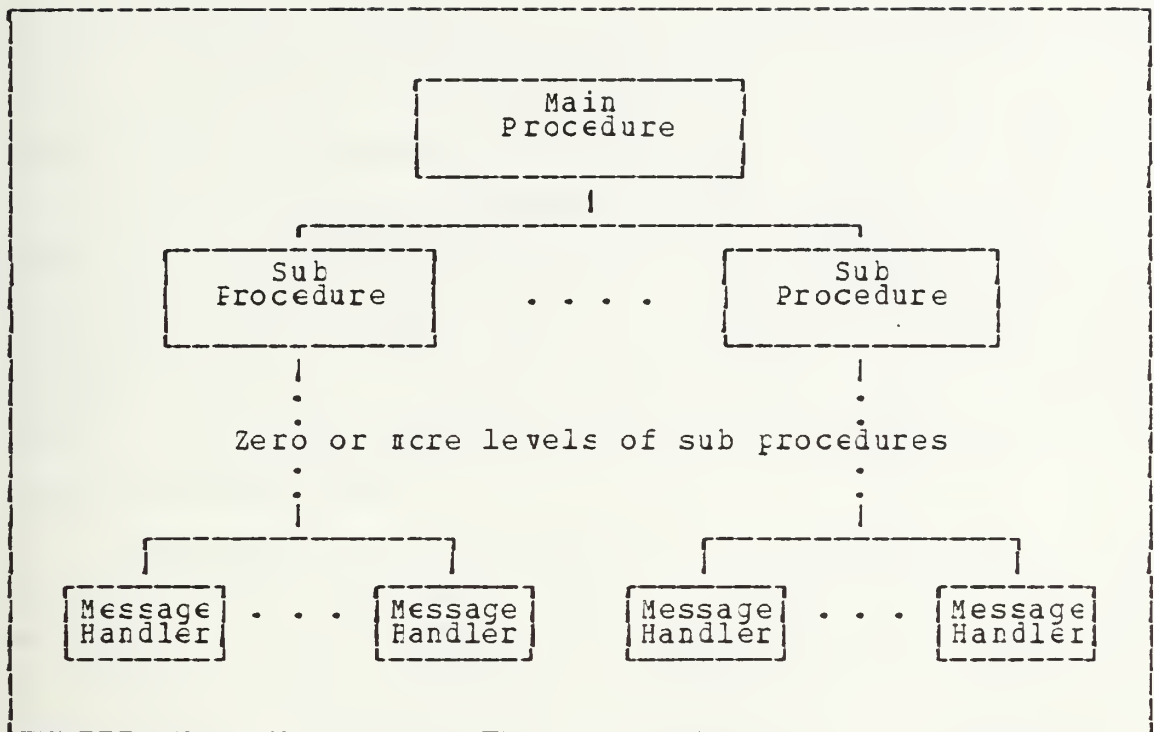 Main
Procedure
Sub
Procedure
. . . .
Sub
Procedure
Zero or more levels of sub procedures
Message
Handler
. . .
Message
Handler
Message
Handler
. . .
Message
Handler